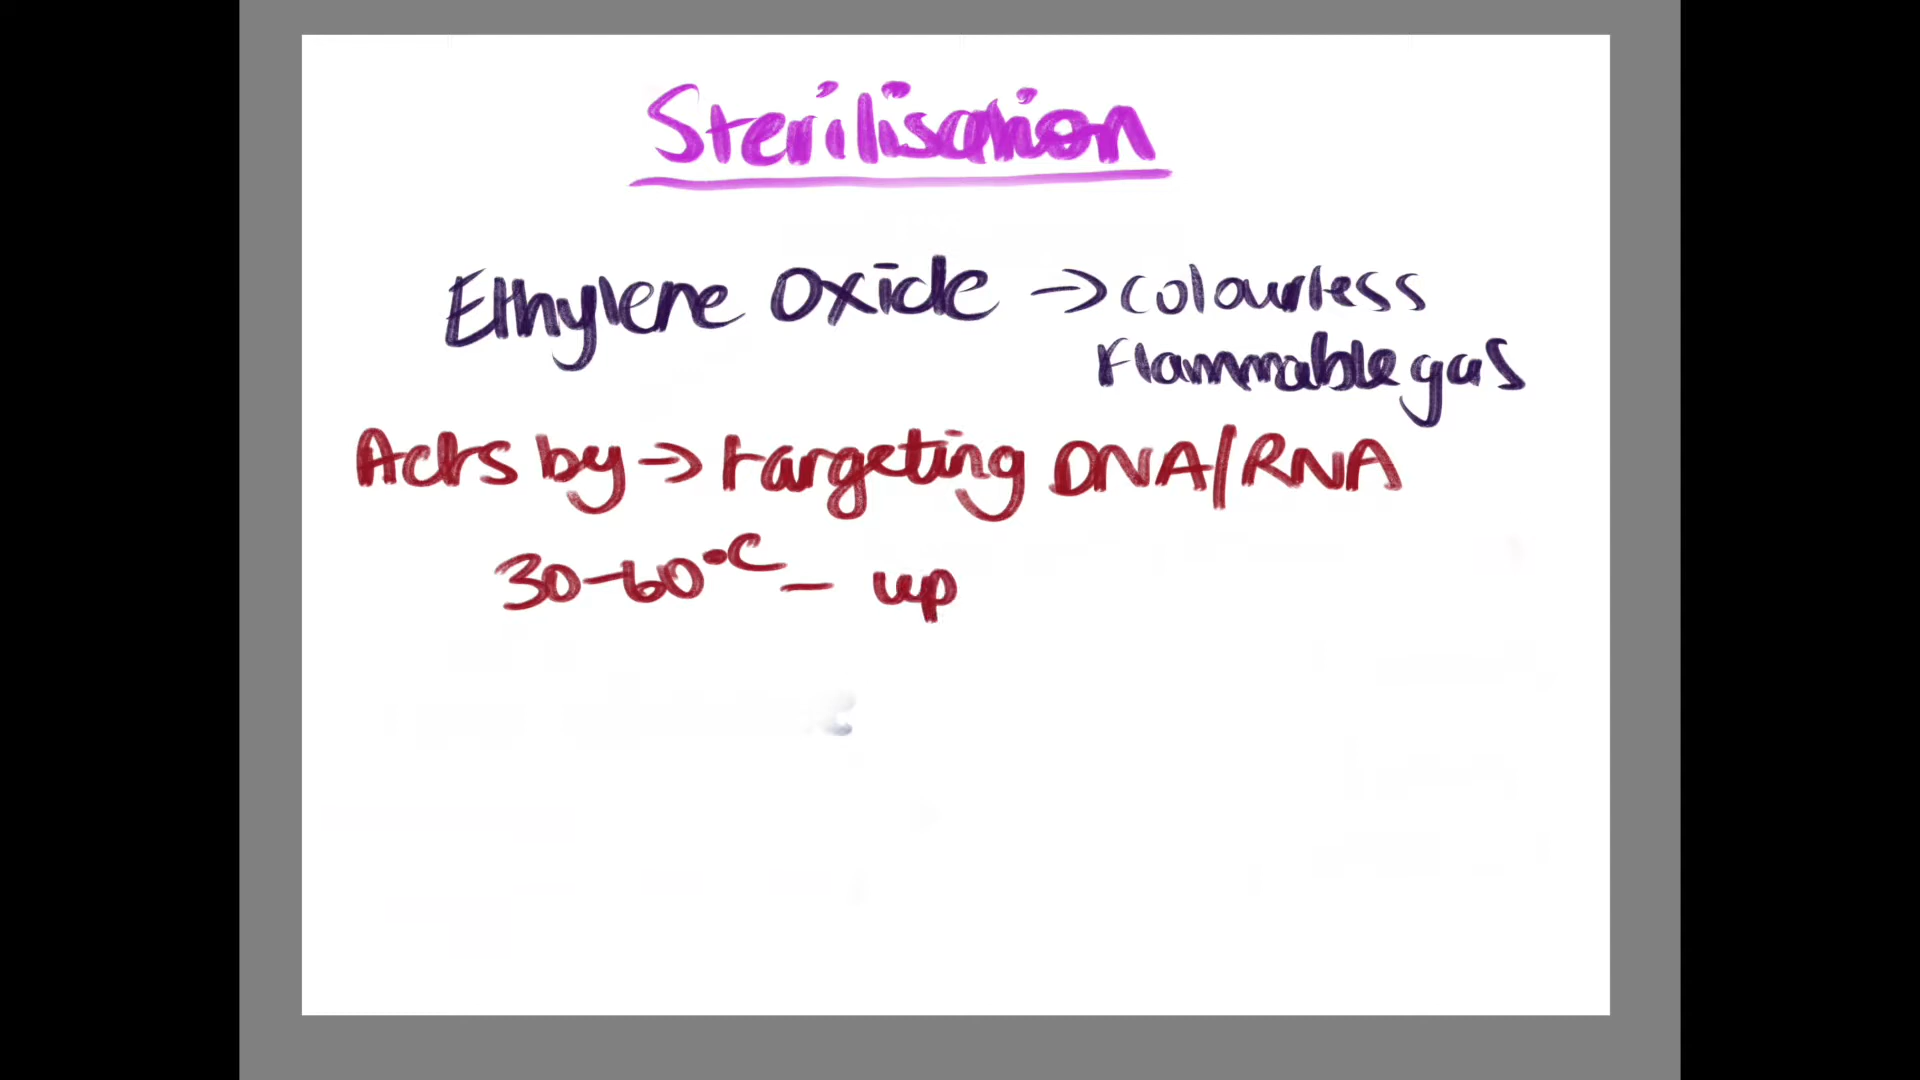 Sterilisation
Ethylene Oxide → colourless
Flammable gas
Acts by → targeting DNA/RNA
30-60°C - up